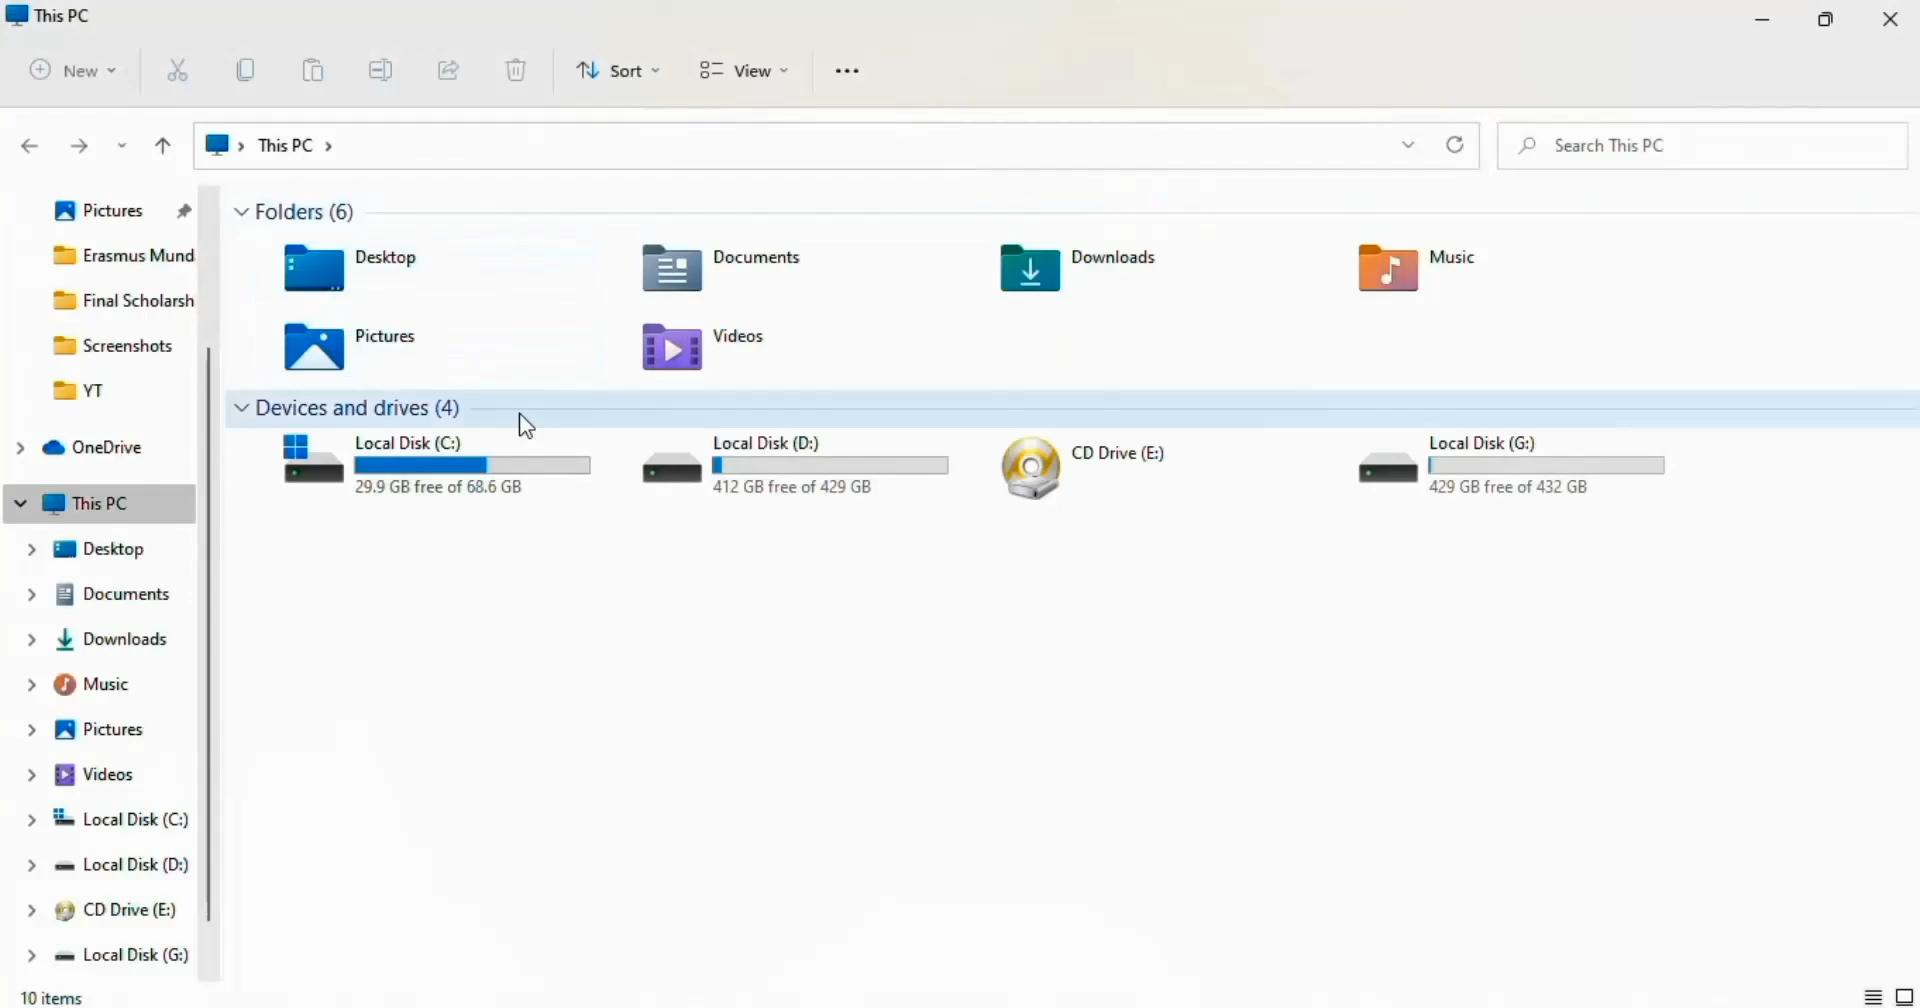 This PC
New
Sort
View
This PC
Search This PC
Pictures
Erasmus Mund
Final Scholarsh
Screenshots
YT
OneDrive
This PC
Desktop
Documents
Downloads
Music
Pictures
Videos
Local Disk (C:)
Local Disk (D:)
CD Drive (E:)
Local Disk (G:)
Folders (6)
Desktop
Documents
Downloads
Music
Pictures
Videos
Devices and drives (4)
Local Disk (C:)
29.9 GB free of 68.6 GB
Local Disk (D:)
412 GB free of 429 GB
CD Drive (E:)
Local Disk (G:)
429 GB free of 432 GB
10 items